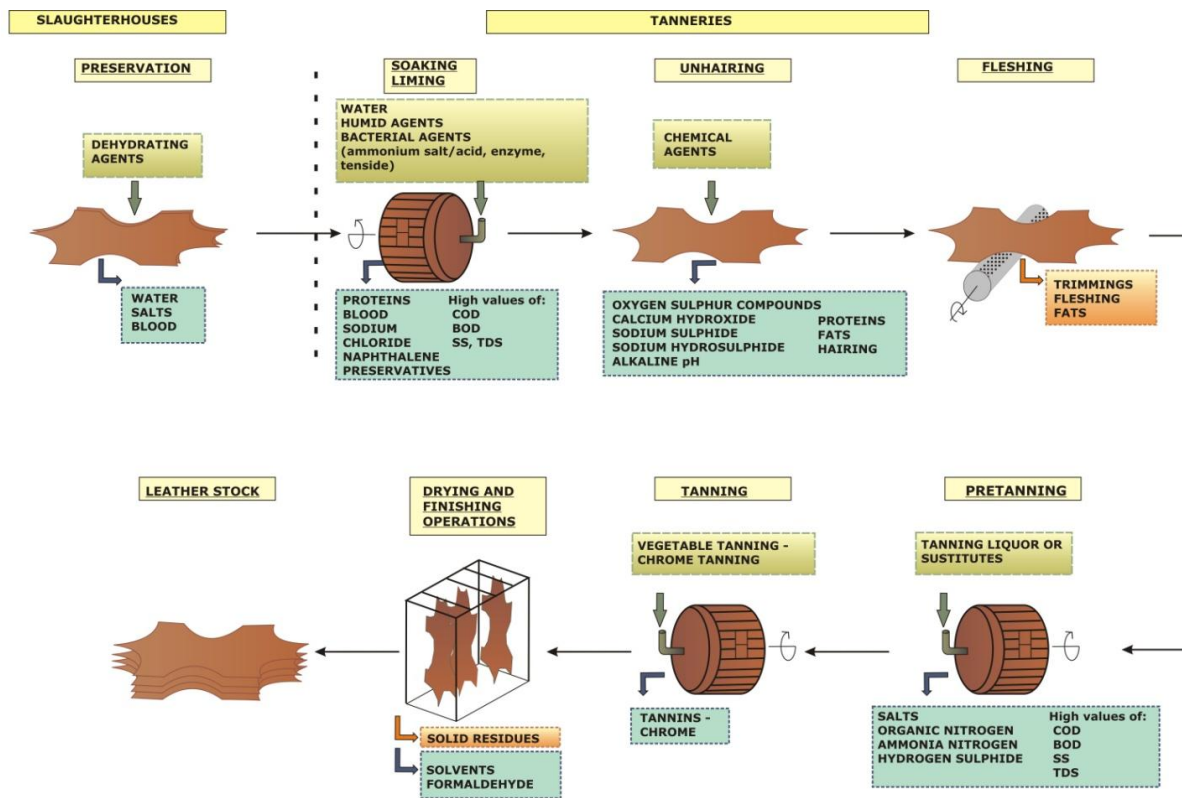 SLAUGHTERHOUSES
TANNERIES
PRESERVATION
DEHYDRATING
AGENTS
WATER
SALTS
BLOOD
SOAKING
LIMING
WATER
HUMID AGENTS
BACTERIAL AGENTS
(ammonium salt/acid, enzyme,
tenside)
PROTEINS
BLOOD
SODIUM
CHLORIDE
NAPHTHALENE
PRESERVATIVES
High values of:
COD
BOD
SS, TDS
UNHAIRING
CHEMICAL
AGENTS
OXYGEN SULPHUR COMPOUNDS
CALCIUM HYDROXIDE
SODIUM SULPHIDE
SODIUM HYDROSULPHIDE
ALKALINE pH
PROTEINS
FATS
HAIRING
FLESHING
TRIMMINGS
FLESHING
FATS
LEATHER STOCK
DRYING AND
FINISHING
OPERATIONS
SOLID RESIDUES
SOLVENTS
FORMALDEHYDE
TANNING
VEGETABLE TANNING -
CHROME TANNING
TANNINS -
CHROME
PRETANNING
TANNING LIQUOR OR
SUSTITUTES
SALTS
ORGANIC NITROGEN
AMMONIA NITROGEN
HYDROGEN SULPHIDE
High values of:
COD
BOD
SS
TDS